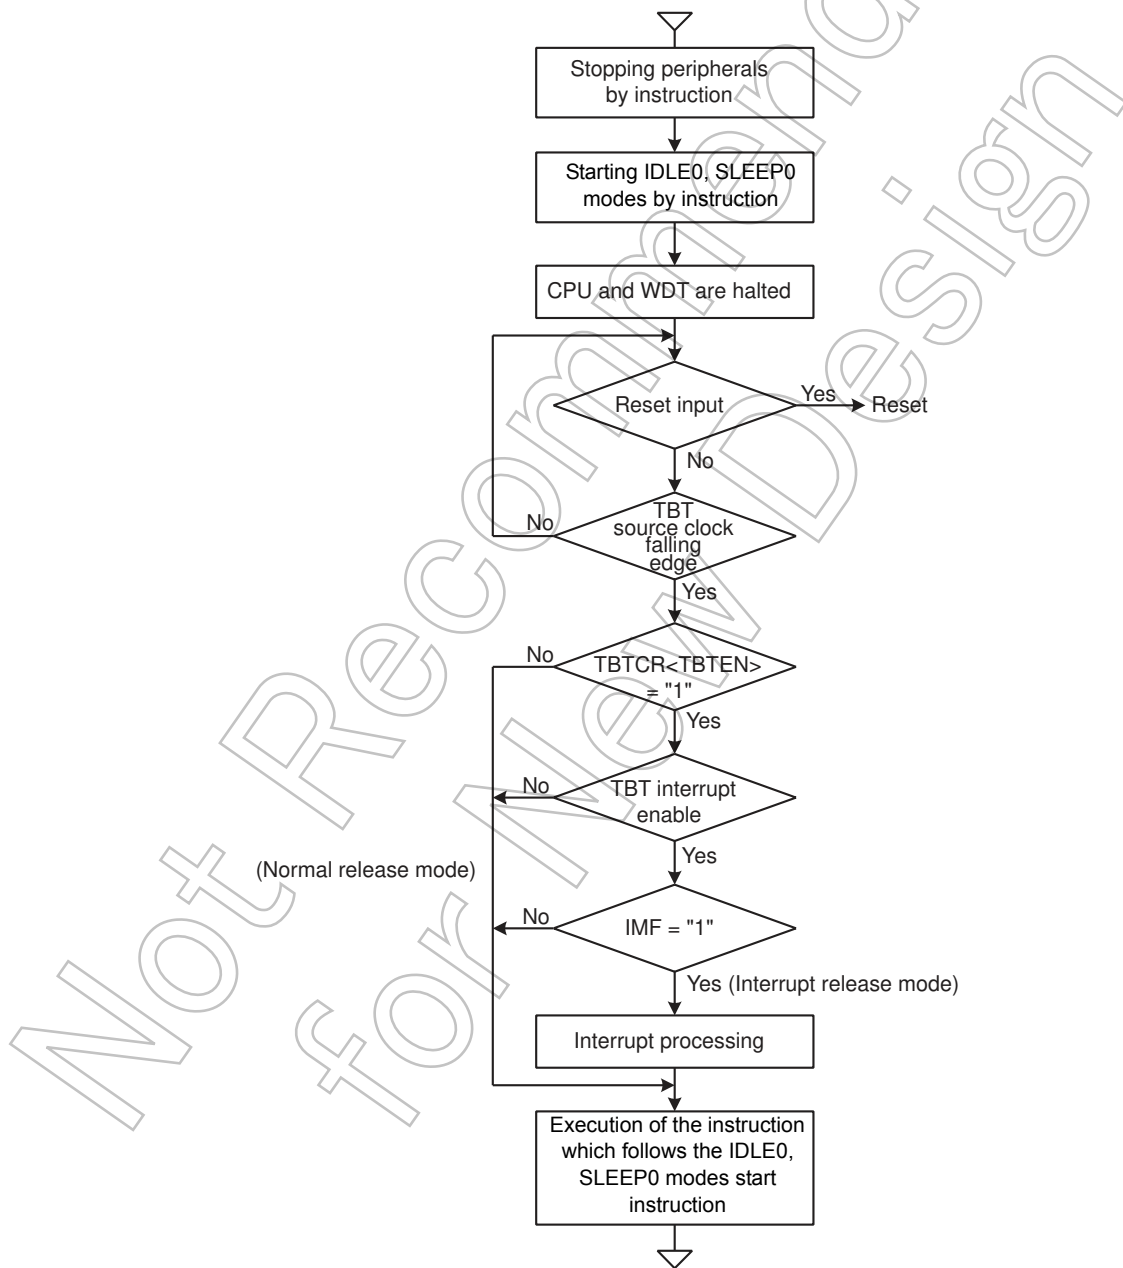 Stopping peripherals
by instruction
Starting IDLE0, SLEEP0
modes by instruction
CPU and WDT are halted
Reset input
Yes
Reset
No
No
TBT
source clock
falling
edge
Yes
No
TBTCR<TBTEN>
= "1"
Yes
No
TBT interrupt
enable
Yes
(Normal release mode)
No
IMF = "1"
Yes (Interrupt release mode)
Interrupt processing
Execution of the instruction
which follows the IDLE0,
SLEEP0 modes start
instruction
Not Recommend
for New Design